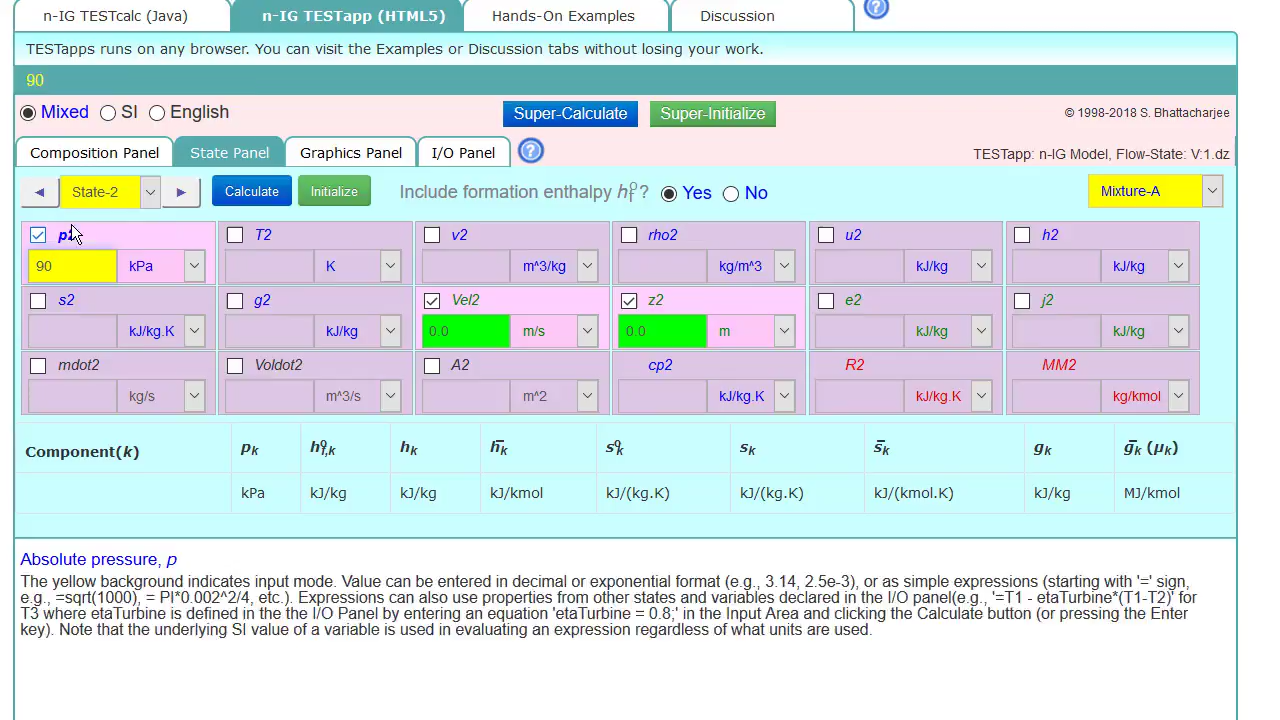 n-IG TESTcalc (Java) n-IG TESTapp (HTML5) Hands-On Examples Discussion ?
TESTapps runs on any browser. You can visit the Examples or Discussion tabs without losing your work.
90
Mixed SI English Super-Calculate Super-Initialize © 1998-2018 S. Bhattacharjee
Composition Panel State Panel Graphics Panel I/O Panel ? TESTapp: n-IG Model, Flow-State: V:1.dz
State-2 Calculate Initialize Include formation enthalpy h°f? Yes No Mixture-A
p2 T2 v2 rho2 u2 h2
90 kPa K m^3/kg kg/m^3 kJ/kg kJ/kg
s2 g2 Vel2 z2 e2 j2
kJ/kg.K kJ/kg 0.0 m/s 0.0 m kJ/kg kJ/kg
mdot2 Voldot2 A2 cp2 R2 MM2
kg/s m^3/s m^2 kJ/kg.K kJ/kg.K kg/kmol
Component(k) pk h°f,k hk h̄k s°k sk s̄k gk ḡk (μk)
kPa kJ/kg kJ/kg kJ/kmol kJ/(kg.K) kJ/(kg.K) kJ/(kmol.K) kJ/kg MJ/kmol
Absolute pressure, p
The yellow background indicates input mode. Value can be entered in decimal or exponential format (e.g., 3.14, 2.5e-3), or as simple expressions (starting with '=' sign,
e.g., =sqrt(1000), = PI*0.002^2/4, etc.). Expressions can also use properties from other states and variables declared in the I/O panel(e.g., '=T1 - etaTurbine*(T1-T2)' for
T3 where etaTurbine is defined in the the I/O Panel by entering an equation 'etaTurbine = 0.8;' in the Input Area and clicking the Calculate button (or pressing the Enter
key). Note that the underlying SI value of a variable is used in evaluating an expression regardless of what units are used.